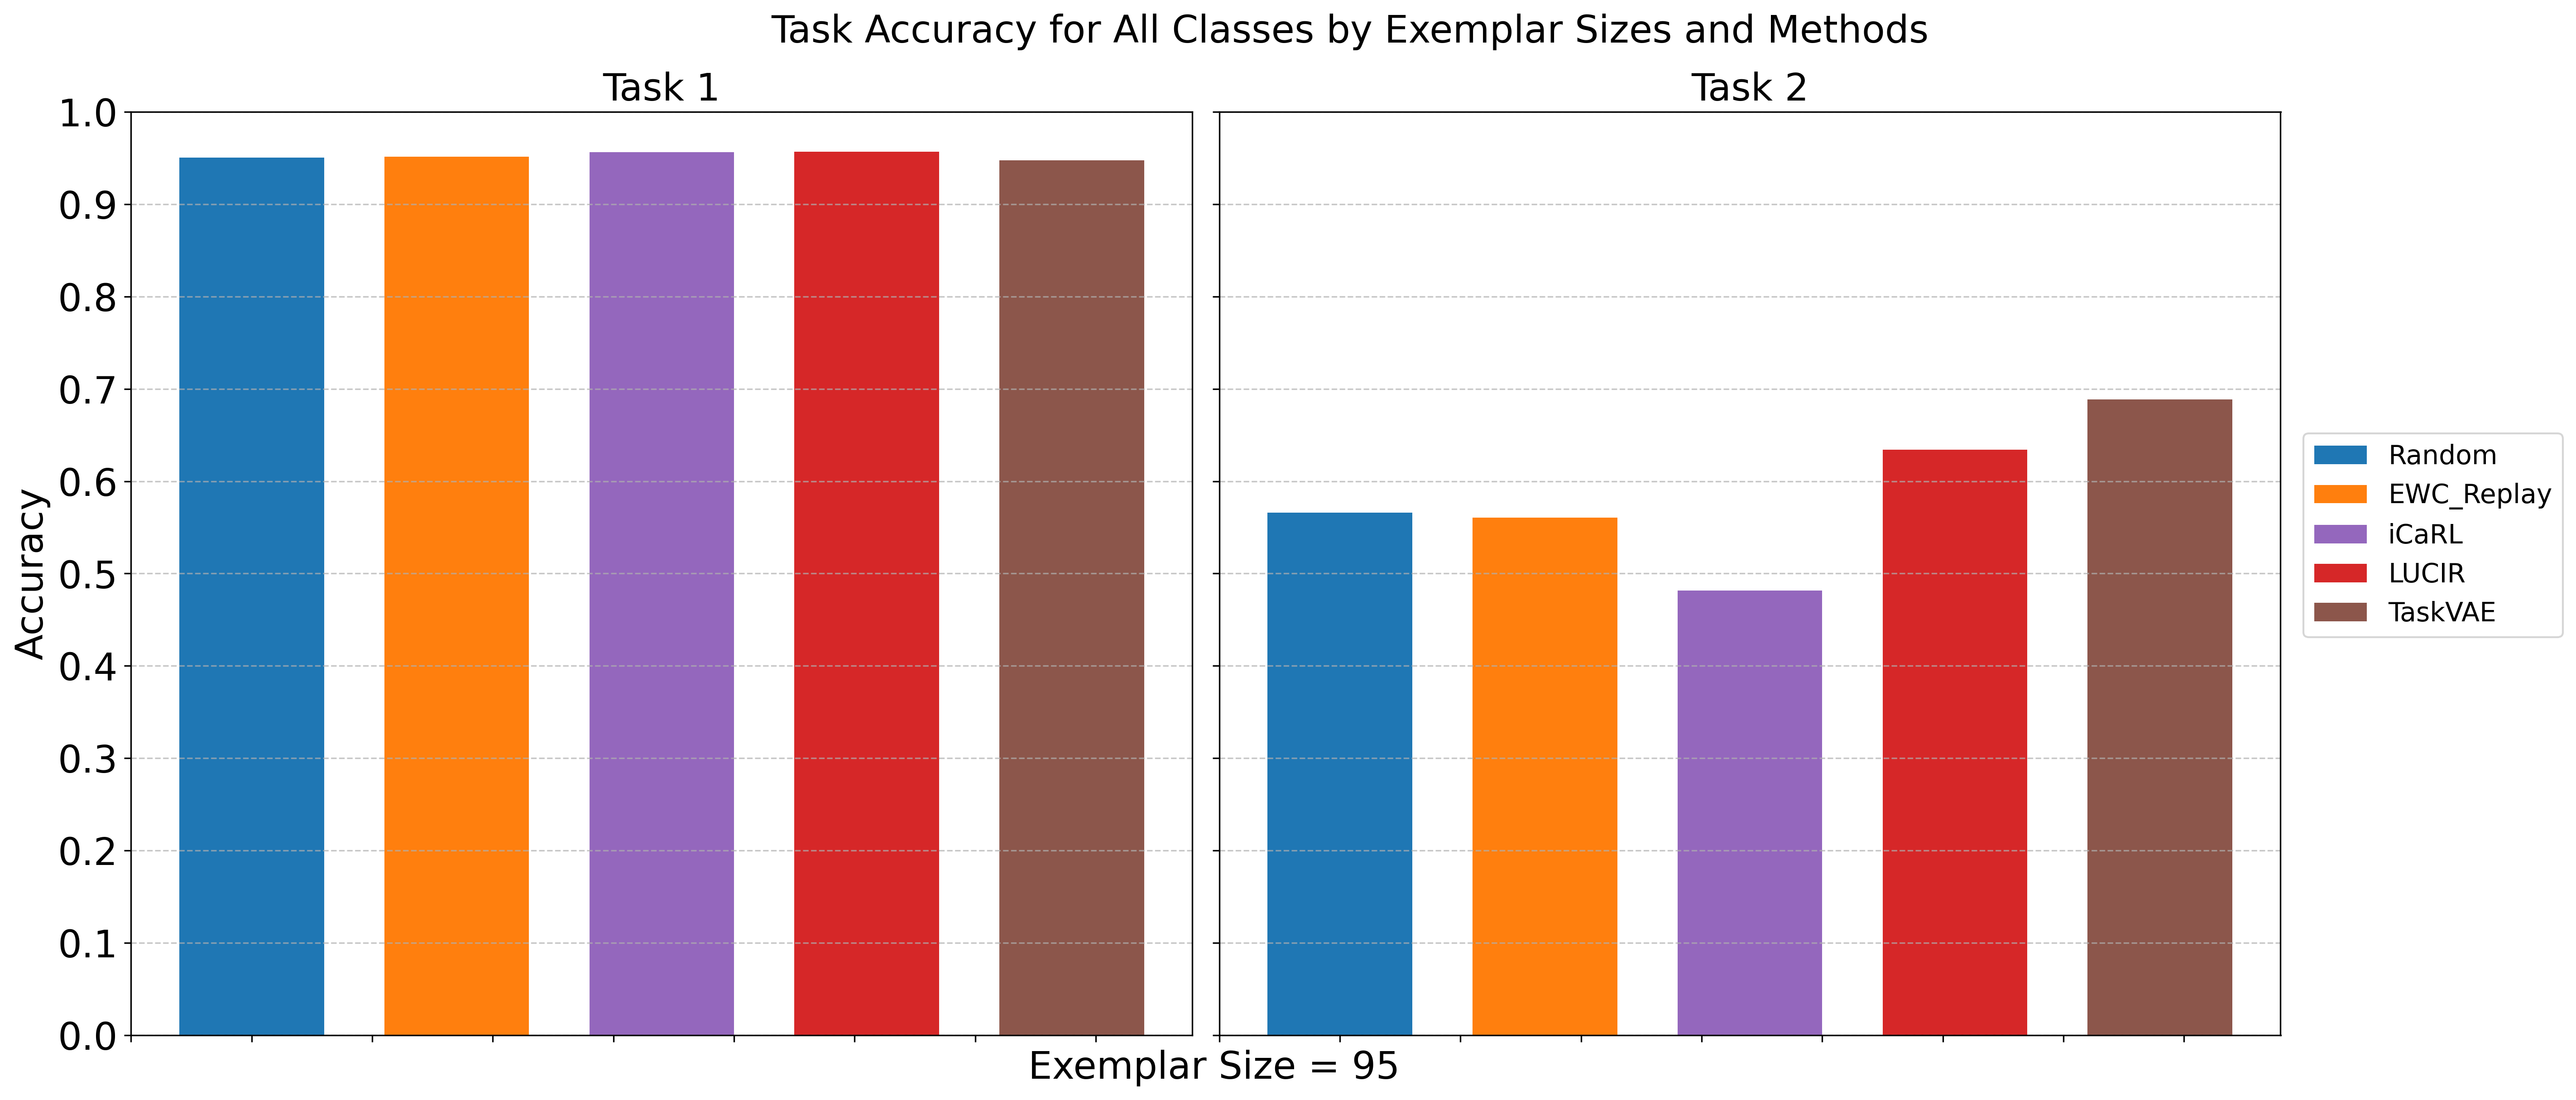 Task Accuracy for All Classes by Exemplar Sizes and Methods
Task 1
Task 2
1.0
0.9
0.8
0.7
0.6
0.5
0.4
0.3
0.2
0.1
0.0
Accuracy
Exemplar Size = 95
Random
EWC_Replay
iCaRL
LUCIR
TaskVAE